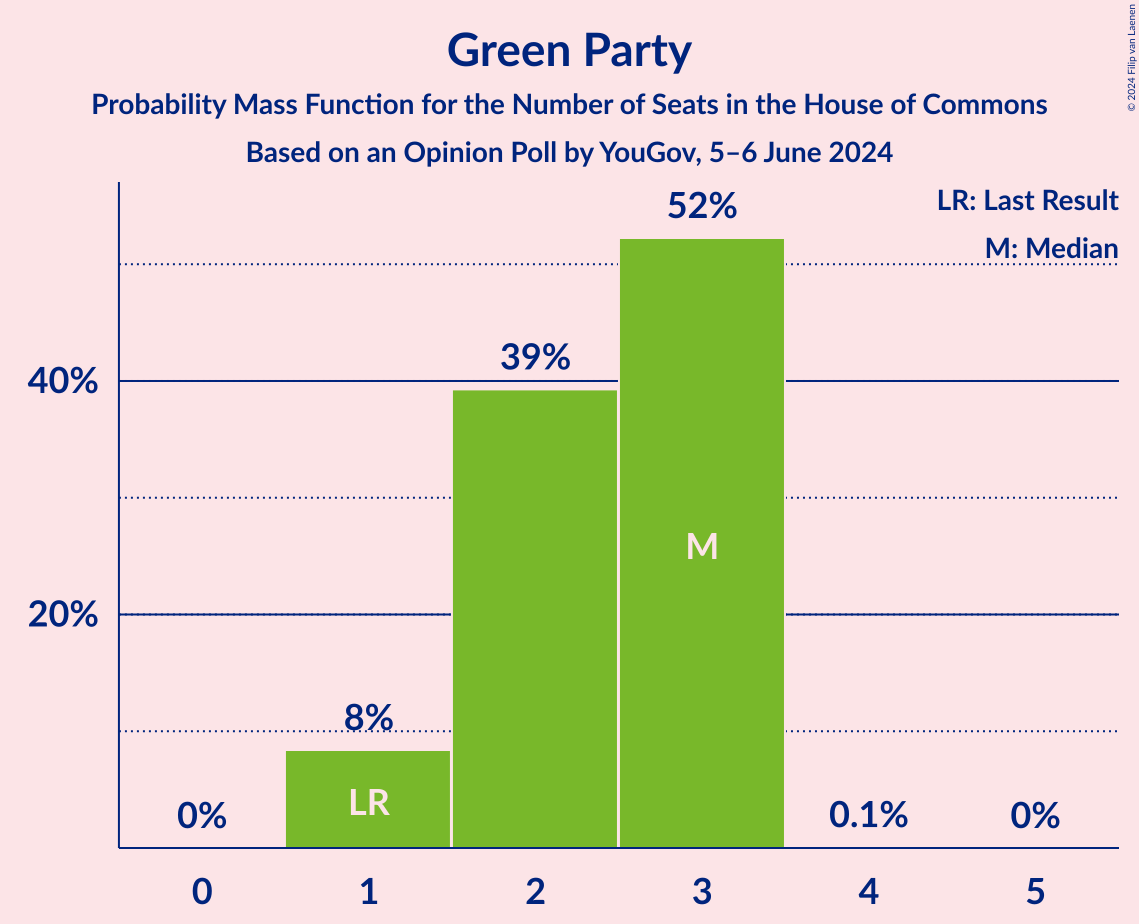 Green Party
Probability Mass Function for the Number of Seats in the House of Commons
Based on an Opinion Poll by YouGov, 5–6 June 2024
© 2024 Filip van Laenen
LR: Last Result
M: Median
52%
39%
40%
M
20%
8%
LR
0%
0.1%
0%
0 1 2 3 4 5